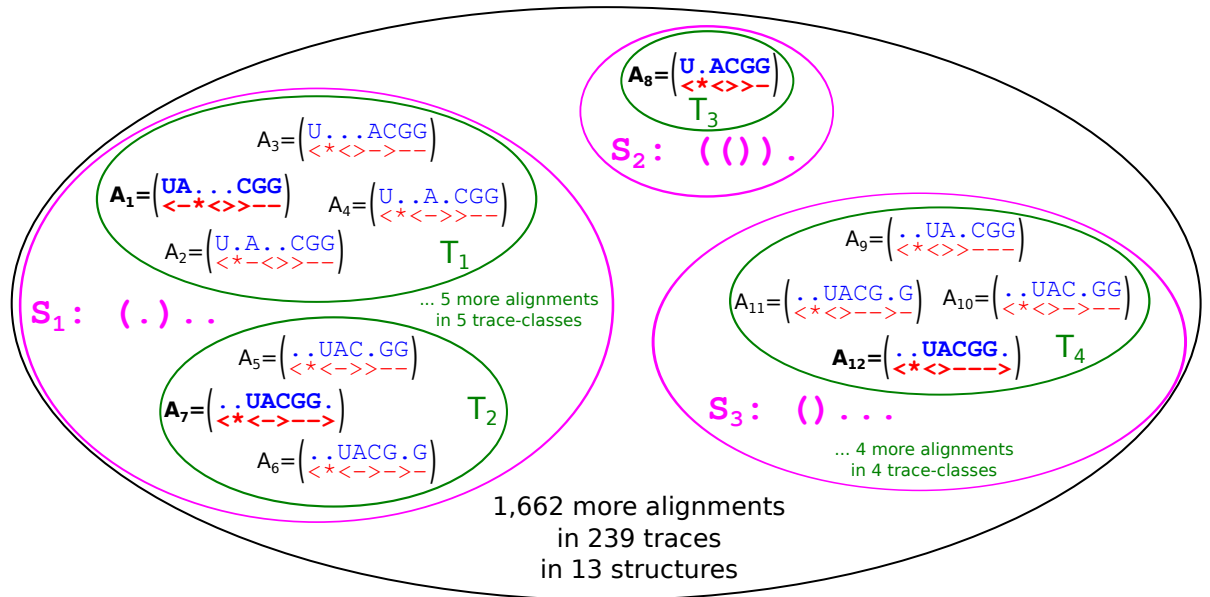 A3=(U...ACGG
<*<>->--)
A1=(UA...CGG
<-*<>>--)
A4=(U..A.CGG
<*<->>--)
A2=(U.A..CGG
<*-<>>--)
T1
... 5 more alignments
in 5 trace-classes
S1: (.)..
A5=(..UAC.GG
<*<->>--)
A7=(..UACGG.
<*<->-->)
T2
A6=(..UACG.G
<*<->->-)
A8=(U.ACGG
<*<>>-)
T3
S2: (()).
A9=(..UA.CGG
<*<>>---)
A11=(..UACG.G
<*<>-->-)
A10=(..UAC.GG
<*<>->--)
A12=(..UACGG.
<*<>--->)
T4
S3: ()...
... 4 more alignments
in 4 trace-classes
1,662 more alignments
in 239 traces
in 13 structures